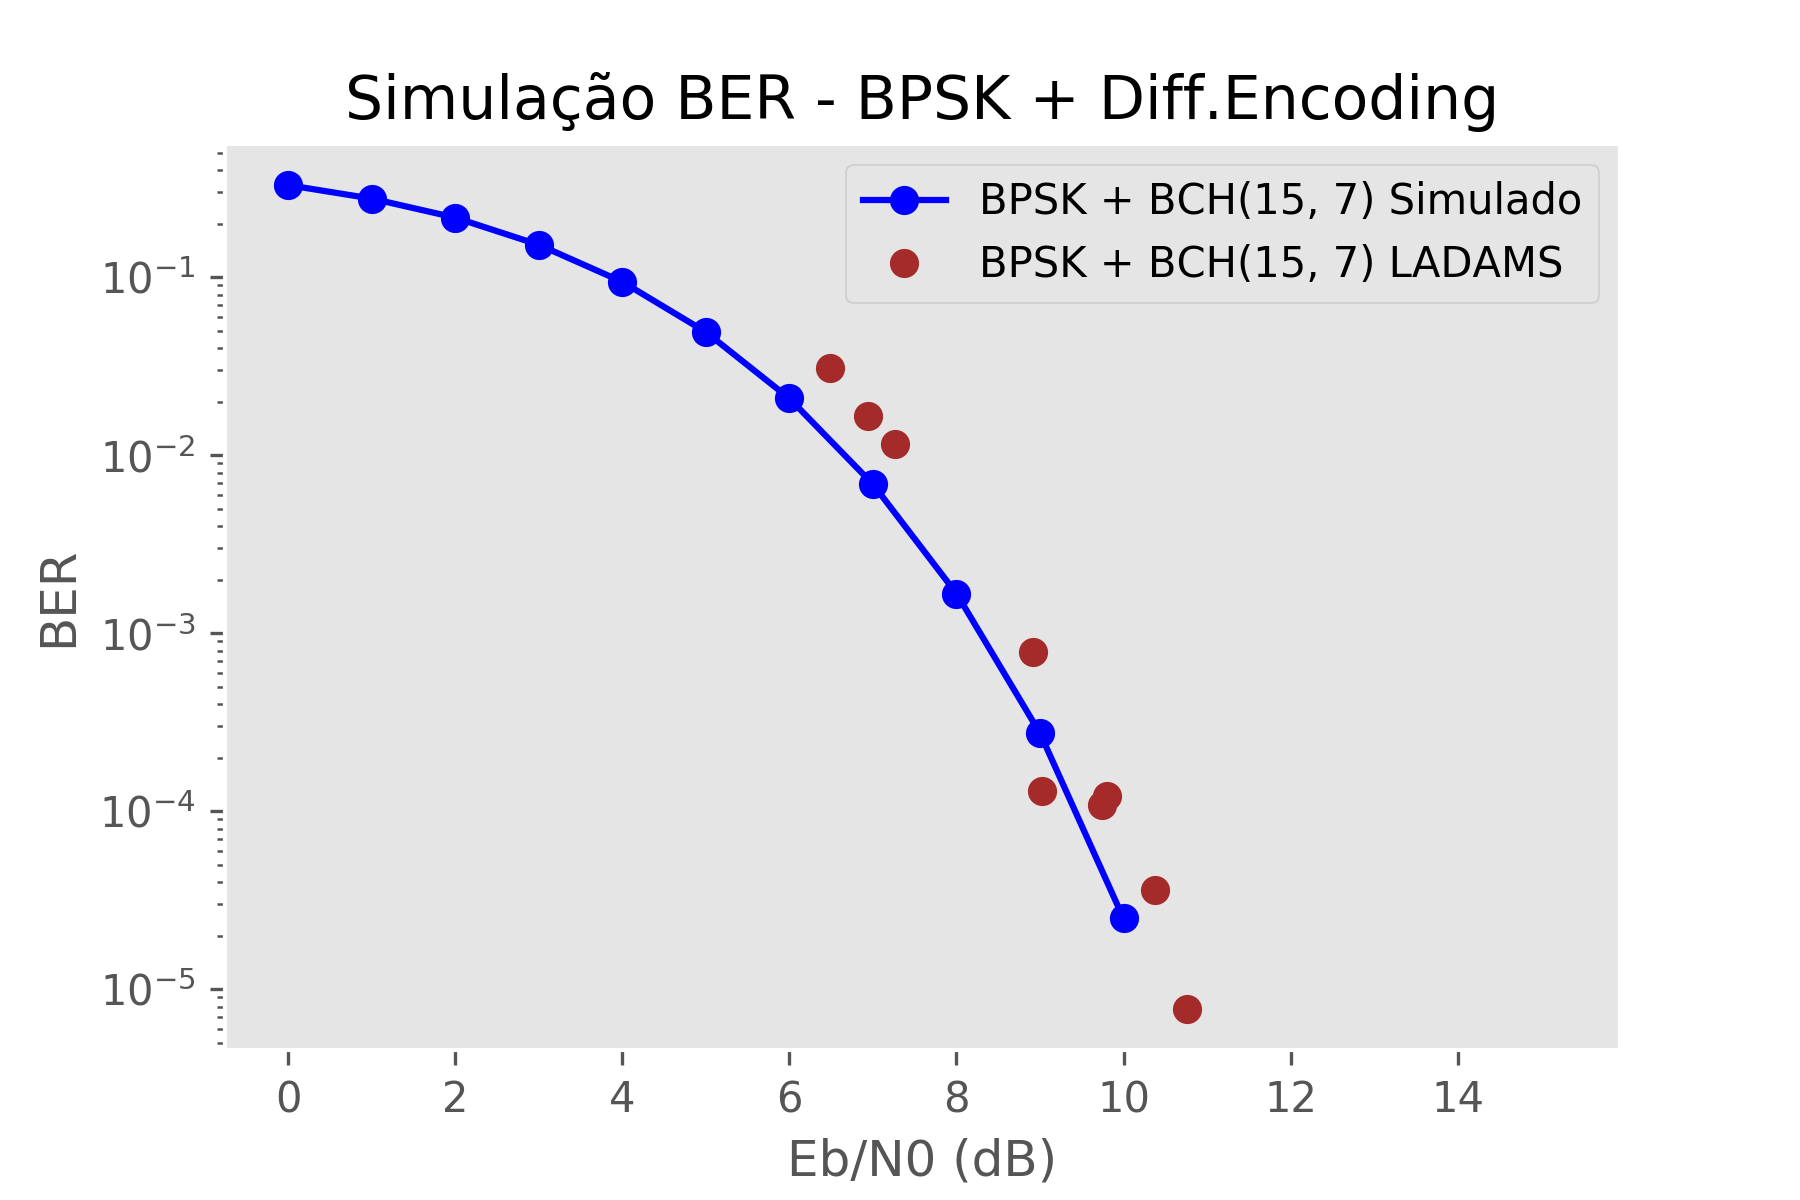 Simulação BER - BPSK + Diff.Encoding
BPSK + BCH(15, 7) Simulado
BPSK + BCH(15, 7) LADAMS
10⁻¹
10⁻²
10⁻³
10⁻⁴
10⁻⁵
BER
0 2 4 6 8 10 12 14
Eb/N0 (dB)